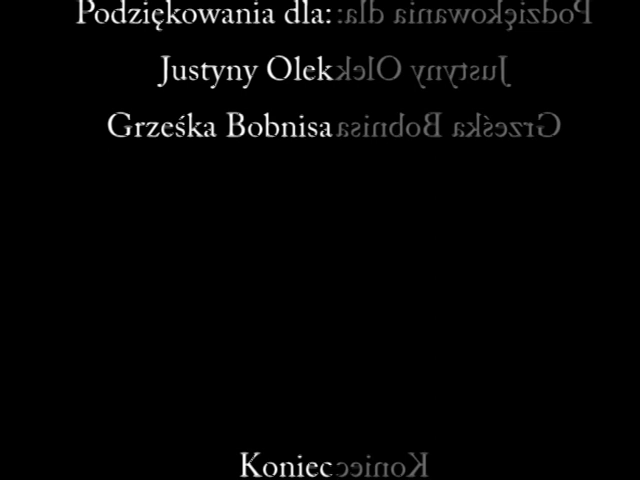 Podziękowania dla:
Justyny Olek
Grześka Bobnisa
Koniec